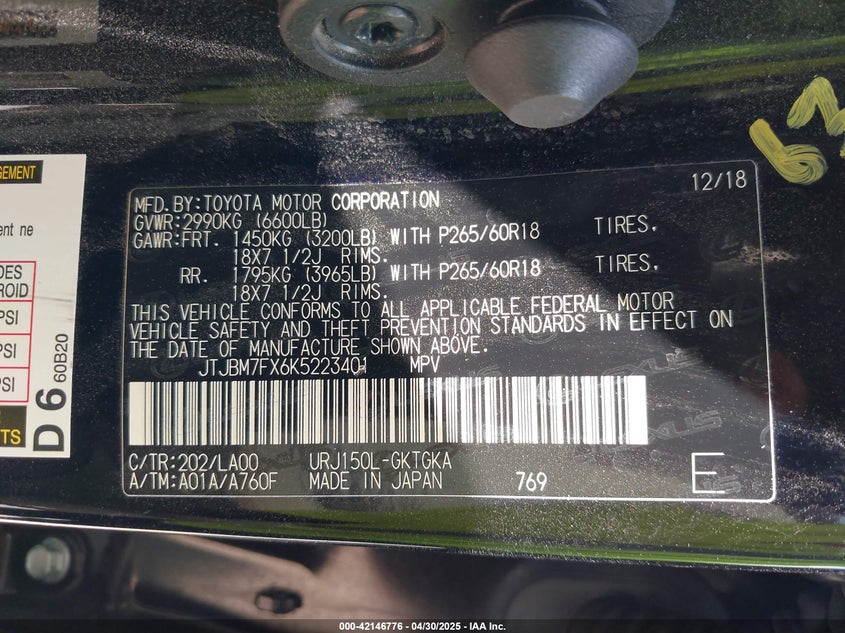 12/18
MFD.BY:TOYOTA MOTOR CORPORATION
GVWR:2990KG (6600LB)
GAWR:FRT. 1450KG (3200LB) WITH P265/60R18 TIRES,
18X7 1/2J RIMS.
RR. 1795KG (3965LB) WITH P265/60R18 TIRES,
18X7 1/2J RIMS.
THIS VEHICLE CONFORMS TO ALL APPLICABLE FEDERAL MOTOR
VEHICLE SAFETY AND THEFT PREVENTION STANDARDS IN EFFECT ON
THE DATE OF MANUFACTURE SHOWN ABOVE.
JTJBM7FX6K5223401 MPV
C/TR:202/LA00 URJ150L-GKTGKA
A/TM:A01A/A760F MADE IN JAPAN 769 E
GEMENT
ent ne
DES
ROID
PSI
PSI
PSI
TS
D 6 60B20
LEXUS
000-42146776 - 04/30/2025 - IAA Inc.